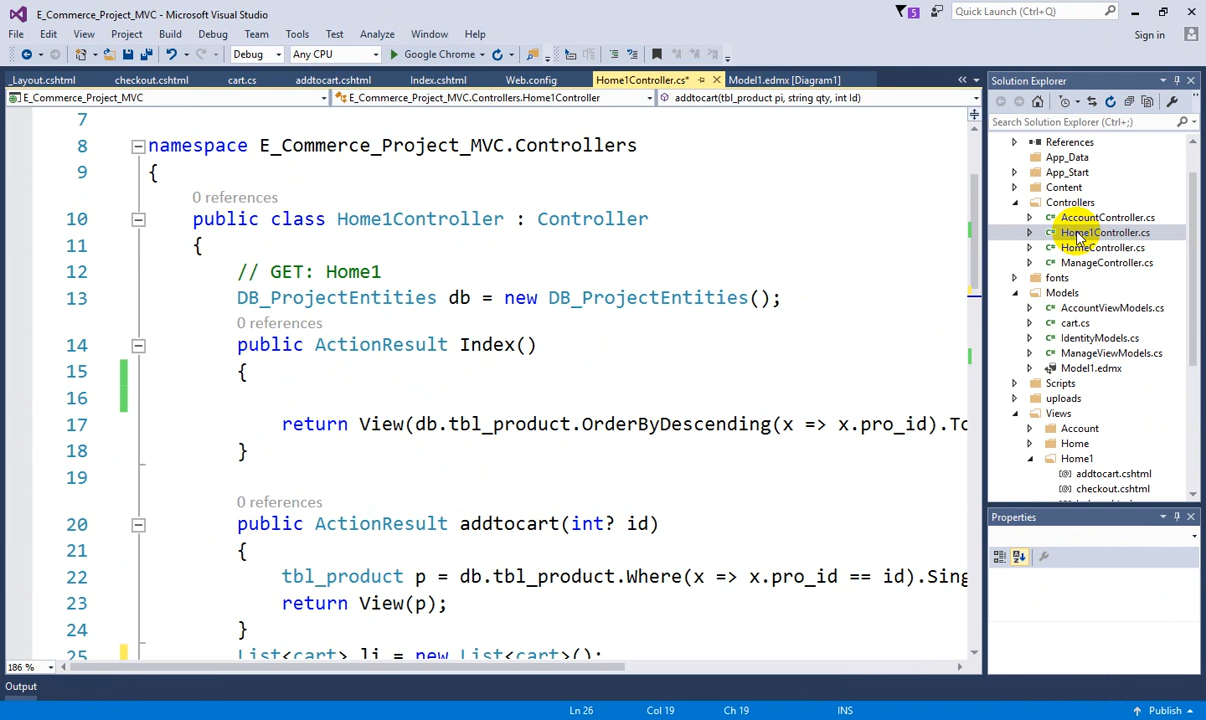 E_Commerce_Project_MVC - Microsoft Visual Studio
5
Quick Launch (Ctrl+Q)
File Edit View Project Build Debug Team Tools Test Analyze Window Help
Sign in
Debug Any CPU Google Chrome
_Layout.cshtml checkout.cshtml cart.cs addtocart.cshtml Index.cshtml Web.config Home1Controller.cs* Model1.edmx [Diagram1]
E_Commerce_Project_MVC E_Commerce_Project_MVC.Controllers.Home1Controller addtocart(tbl_product pi, string qty, int Id)
7
8 namespace E_Commerce_Project_MVC.Controllers
9 {
0 references
10 public class Home1Controller : Controller
11 {
12 // GET: Home1
13 DB_ProjectEntities db = new DB_ProjectEntities();
0 references
14 public ActionResult Index()
15 {
16
17 return View(db.tbl_product.OrderByDescending(x => x.pro_id).To
18 }
19
0 references
20 public ActionResult addtocart(int? id)
21 {
22 tbl_product p = db.tbl_product.Where(x => x.pro_id == id).Sing
23 return View(p);
24 }
25 List<cart> li = new List<cart>();
186 %
Solution Explorer
Search Solution Explorer (Ctrl+;)
References
App_Data
App_Start
Content
Controllers
AccountController.cs
Home1Controller.cs
HomeController.cs
ManageController.cs
fonts
Models
AccountViewModels.cs
cart.cs
IdentityModels.cs
ManageViewModels.cs
Model1.edmx
Scripts
uploads
Views
Account
Home
Home1
addtocart.cshtml
checkout.cshtml
Properties
Output
Ln 26 Col 19 Ch 19 INS Publish